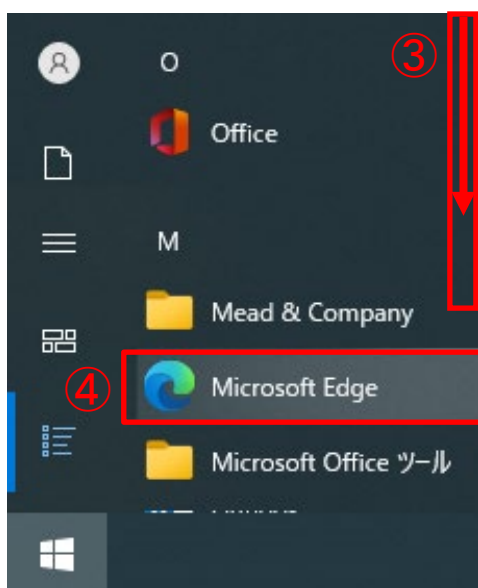 ③
O
Office
M
Mead & Company
④
Microsoft Edge
Microsoft Office ツール